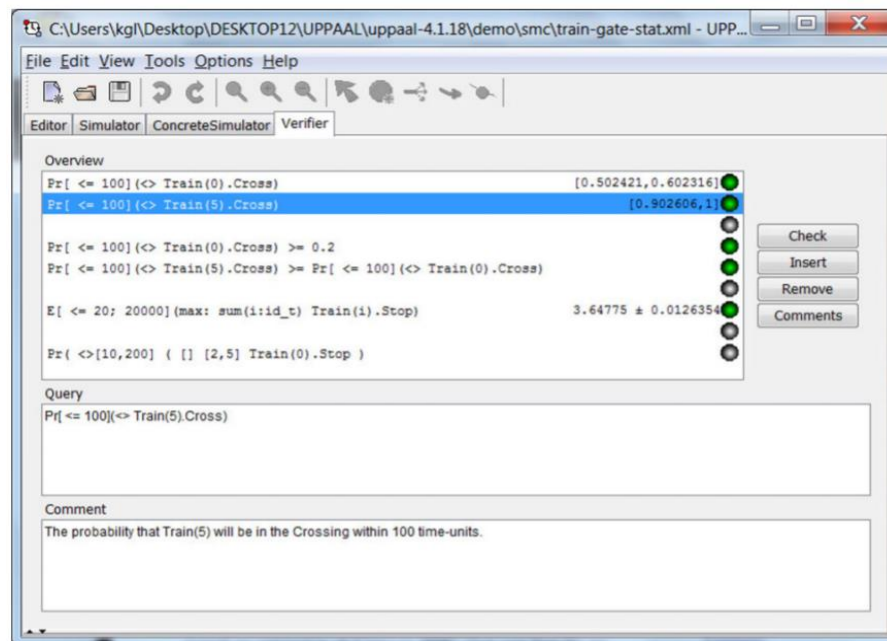 C:\Users\kgl\Desktop\DESKTOP12\UPPAAL\uppaal-4.1.18\demo\smc\train-gate-stat.xml - UPP...
File Edit View Tools Options Help
Editor Simulator ConcreteSimulator Verifier
Overview
Pr[ <= 100](<> Train(0).Cross) [0.502421,0.602316]
Pr[ <= 100](<> Train(5).Cross) [0.902606,1]
Pr[ <= 100](<> Train(0).Cross) >= 0.2
Pr[ <= 100](<> Train(5).Cross) >= Pr[ <= 100](<> Train(0).Cross)
E[ <= 20; 20000](max: sum(i:id_t) Train(i).Stop) 3.64775 ± 0.0126354
Pr( <>[10,200] ( [] [2,5] Train(0).Stop )
Check
Insert
Remove
Comments
Query
Pr[ <= 100](<> Train(5).Cross)
Comment
The probability that Train(5) will be in the Crossing within 100 time-units.